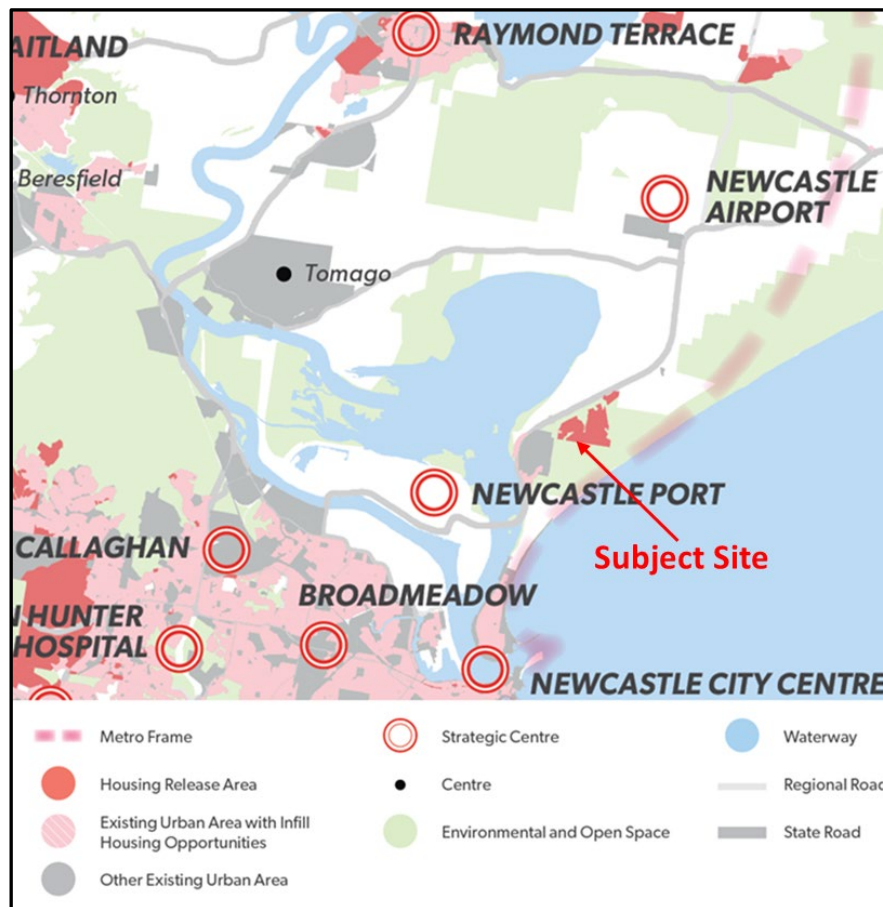 AITLAND
RAYMOND TERRACE
Thornton
Beresfield
NEWCASTLE
AIRPORT
Tomago
NEWCASTLE PORT
CALLAGHAN
Subject Site
BROADMEADOW
N HUNTER
HOSPITAL
NEWCASTLE CITY CENTRE
Metro Frame
Strategic Centre
Waterway
Housing Release Area
Centre
Regional Road
Existing Urban Area with Infill
Housing Opportunities
Environmental and Open Space
State Road
Other Existing Urban Area